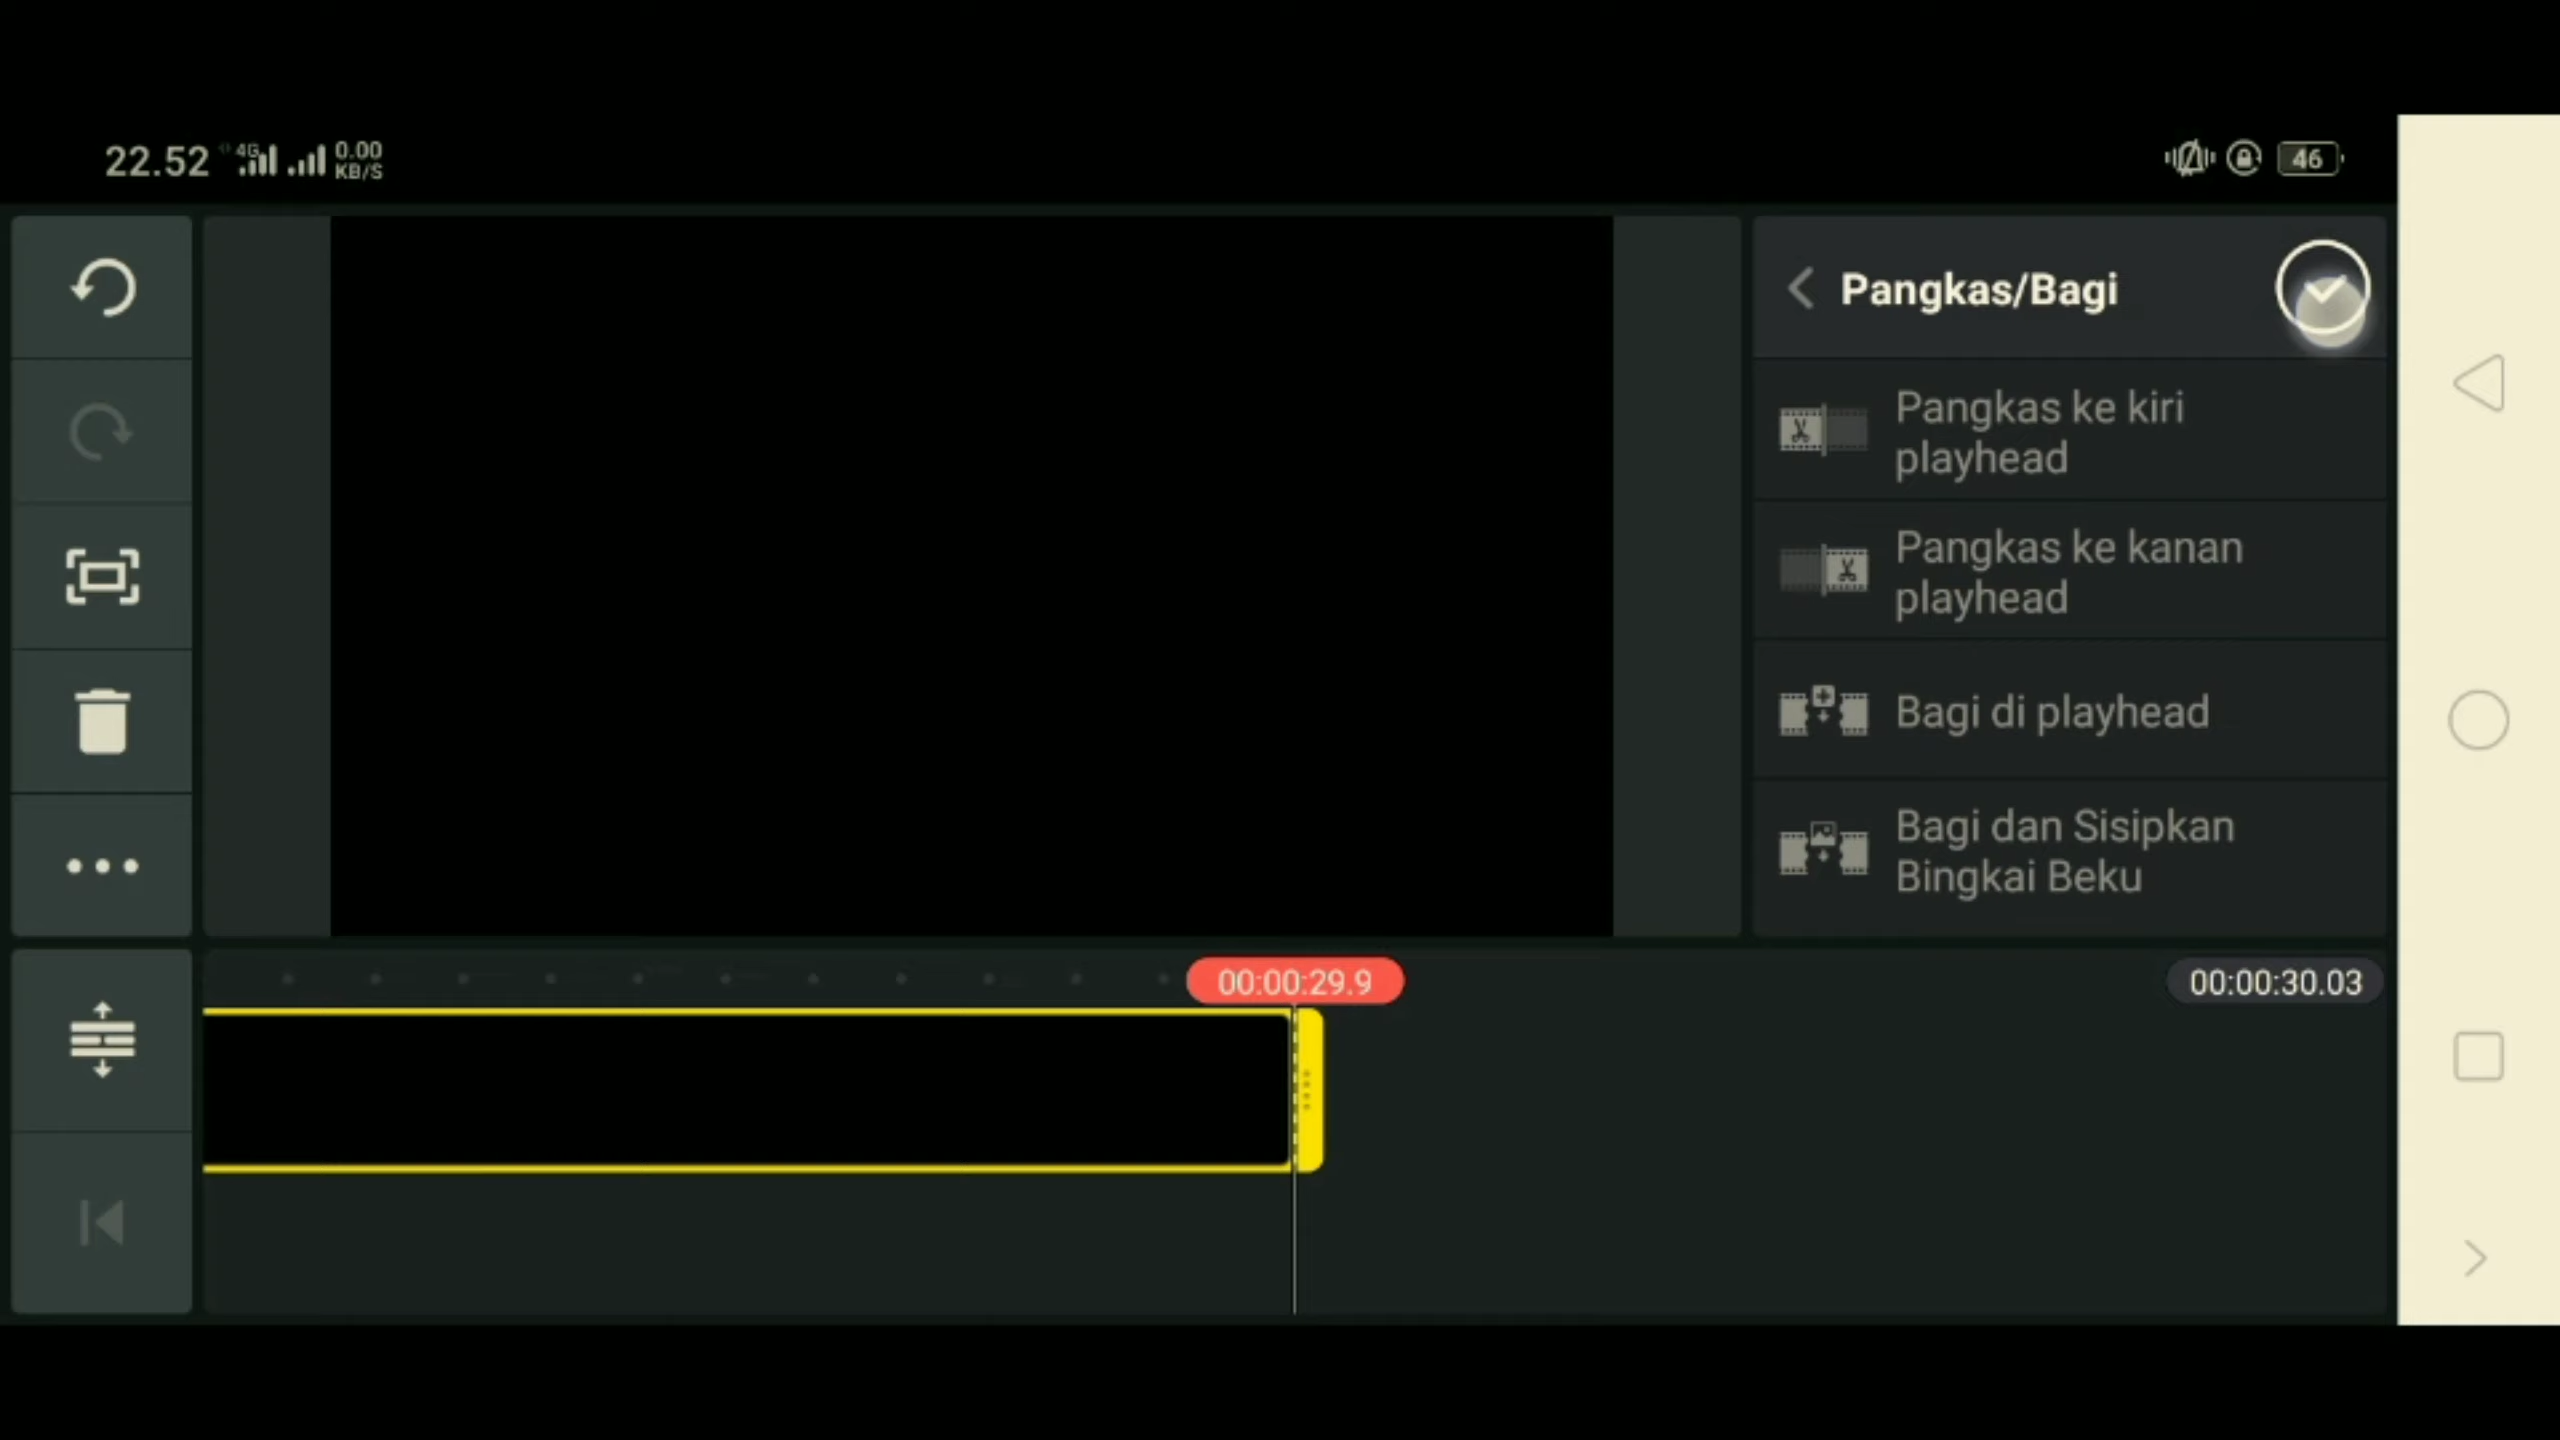 22.52
4G
0.00
KB/S
46
Pangkas/Bagi
Pangkas ke kiri
playhead
Pangkas ke kanan
playhead
Bagi di playhead
Bagi dan Sisipkan
Bingkai Beku
00:00:29.9
00:00:30.03